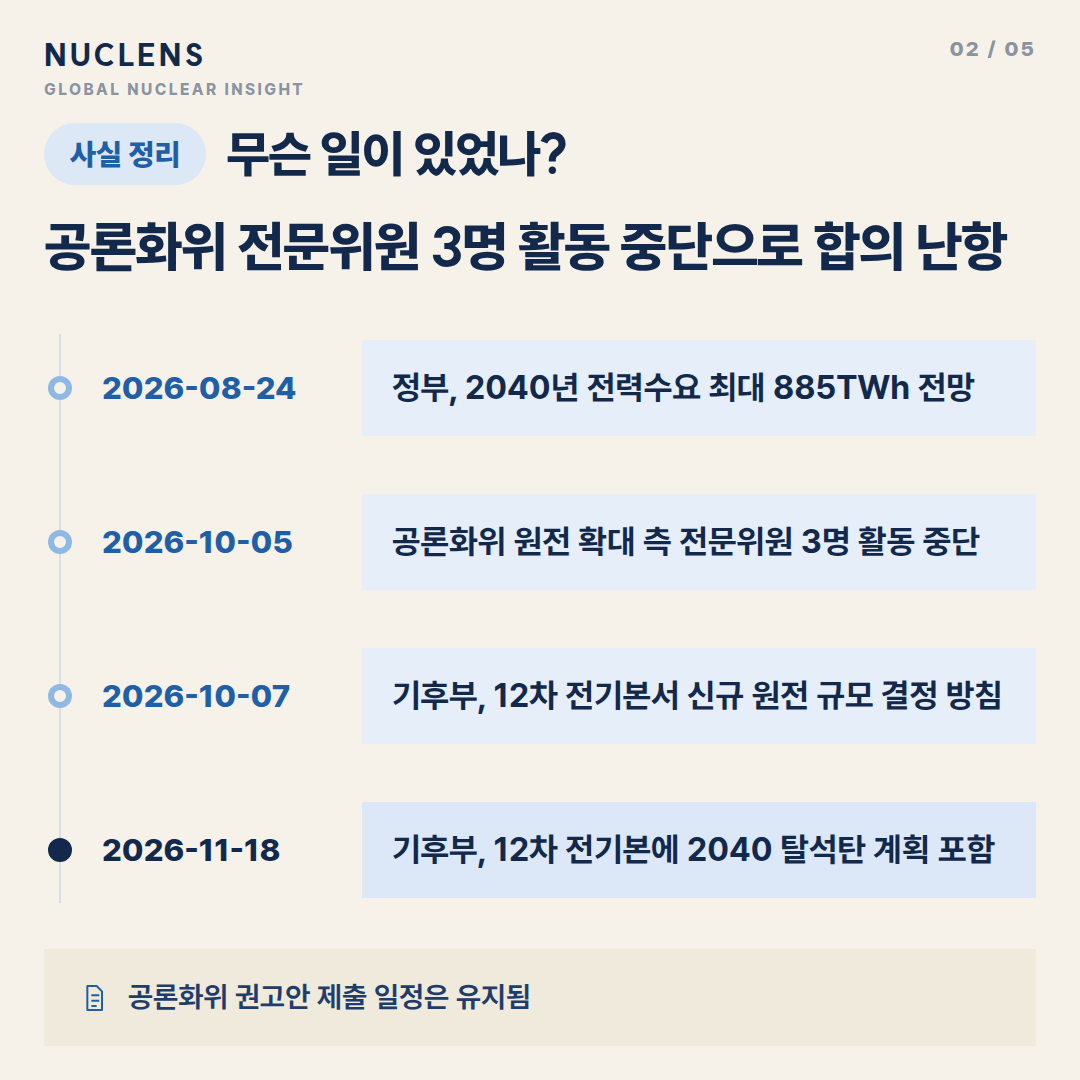 NUCLENS
02 / 05
GLOBAL NUCLEAR INSIGHT
사실 정리
무슨 일이 있었나?
공론화위 전문위원 3명 활동 중단으로 합의 난항
2026-08-24
정부, 2040년 전력수요 최대 885TWh 전망
2026-10-05
공론화위 원전 확대 측 전문위원 3명 활동 중단
2026-10-07
기후부, 12차 전기본서 신규 원전 규모 결정 방침
2026-11-18
기후부, 12차 전기본에 2040 탈석탄 계획 포함
공론화위 권고안 제출 일정은 유지됨